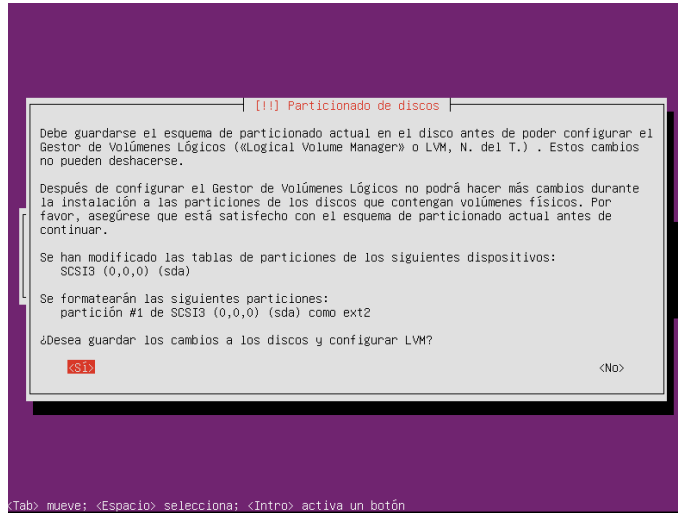 [!!] Particionado de discos
Debe guardarse el esquema de particionado actual en el disco antes de poder configurar el
Gestor de Volúmenes Lógicos («Logical Volume Manager» o LVM, N. del T.) . Estos cambios
no pueden deshacerse.
Después de configurar el Gestor de Volúmenes Lógicos no podrá hacer más cambios durante
la instalación a las particiones de los discos que contengan volúmenes físicos. Por
favor, asegúrese que está satisfecho con el esquema de particionado actual antes de
continuar.
Se han modificado las tablas de particiones de los siguientes dispositivos:
SCSI3 (0,0,0) (sda)
Se formatearán las siguientes particiones:
partición #1 de SCSI3 (0,0,0) (sda) como ext2
¿Desea guardar los cambios a los discos y configurar LVM?
<Sí> <No>
<Tab> mueve; <Espacio> selecciona; <Intro> activa un botón